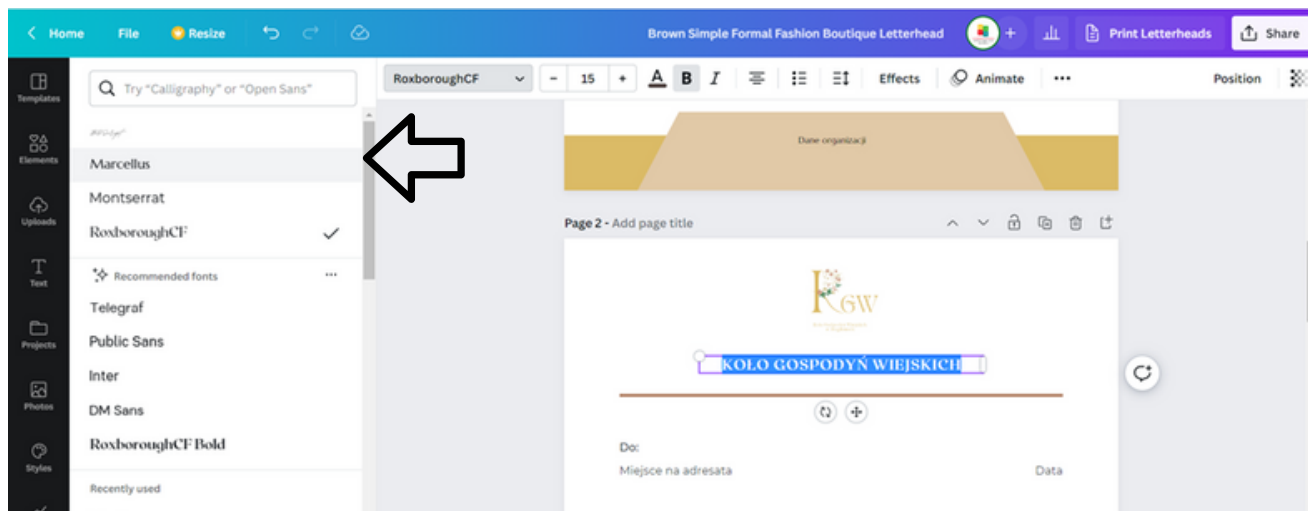 Home File Resize Brown Simple Formal Fashion Boutique Letterhead + Print Letterheads Share
Templates
Elements
Uploads
Text
Projects
Photos
Styles
Try "Calligraphy" or "Open Sans"
Marcellus
Montserrat
RoxboroughCF
Recommended fonts ...
Telegraf
Public Sans
Inter
DM Sans
RoxboroughCF Bold
Recently used
RoxboroughCF - 15 + A B I Effects Animate ... Position
Dane organizacji
Page 2 - Add page title
KGW
KOŁO GOSPODYŃ WIEJSKICH
Do:
Miejsce na adresata Data